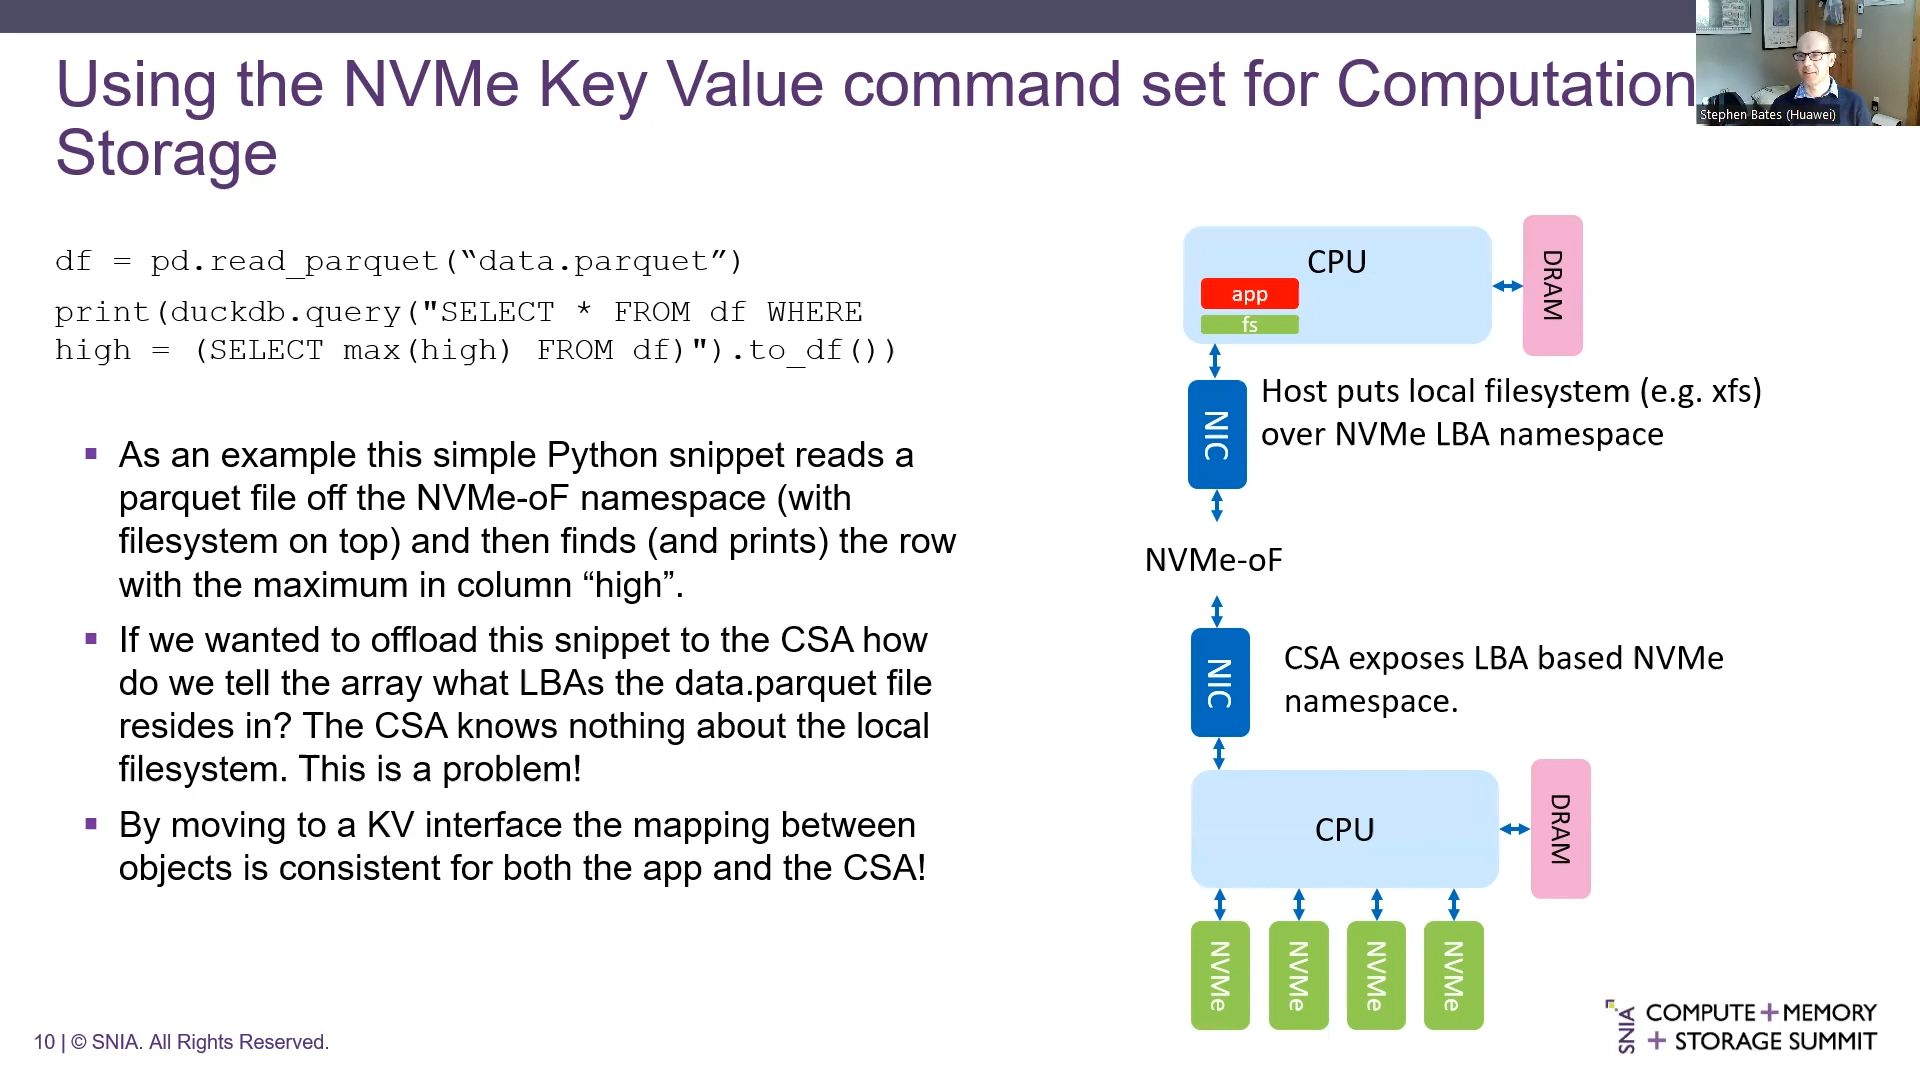 Using the NVMe Key Value command set for Computation
Storage
Stephen Bates (Huawei)
df = pd.read_parquet(“data.parquet”)
print(duckdb.query("SELECT * FROM df WHERE
high = (SELECT max(high) FROM df)").to_df())
▪ As an example this simple Python snippet reads a
parquet file off the NVMe-oF namespace (with
filesystem on top) and then finds (and prints) the row
with the maximum in column “high”.
▪ If we wanted to offload this snippet to the CSA how
do we tell the array what LBAs the data.parquet file
resides in? The CSA knows nothing about the local
filesystem. This is a problem!
▪ By moving to a KV interface the mapping between
objects is consistent for both the app and the CSA!
CPU
app
fs
DRAM
NIC
Host puts local filesystem (e.g. xfs)
over NVMe LBA namespace
NVMe-oF
NIC
CSA exposes LBA based NVMe
namespace.
CPU
DRAM
NVMe
NVMe
NVMe
NVMe
10 | © SNIA. All Rights Reserved.
SNIA
COMPUTE+MEMORY
+ STORAGE SUMMIT